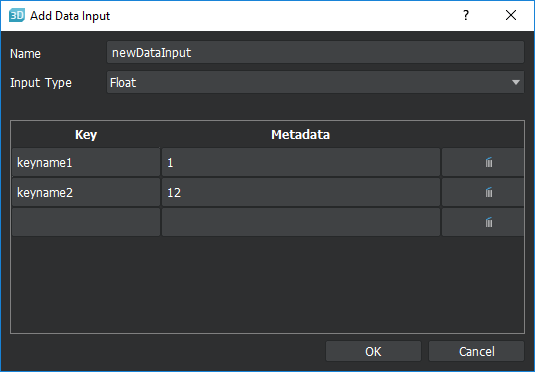 3D Add Data Input ?
Name newDataInput
Input Type Float
Key Metadata
keyname1 1
keyname2 12
OK Cancel